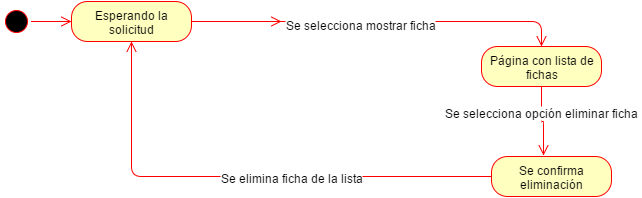 Esperando la
solicitud
Se selecciona mostrar ficha
Página con lista de
fichas
Se selecciona opción eliminar ficha
Se confirma
eliminación
Se elimina ficha de la lista